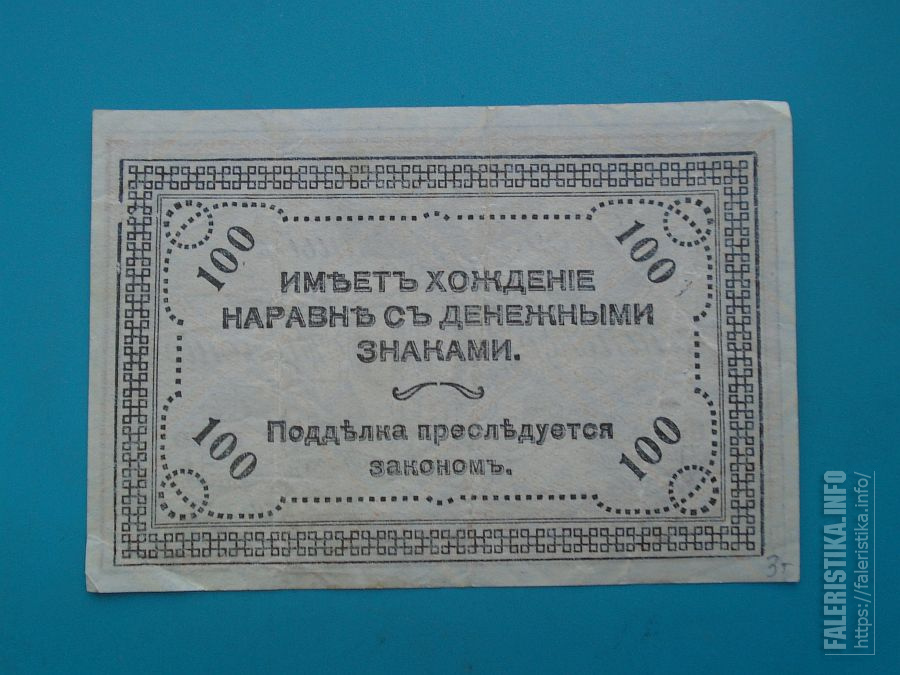 100
100
ИМѢЕТЪ ХОЖДЕНІЕ
НАРАВНѢ СЪ ДЕНЕЖНЫМИ
ЗНАКАМИ.
Поддѣлка преслѣдуется
закономъ.
100
100
FALERISTIKA.INFO
https://faleristika.info/